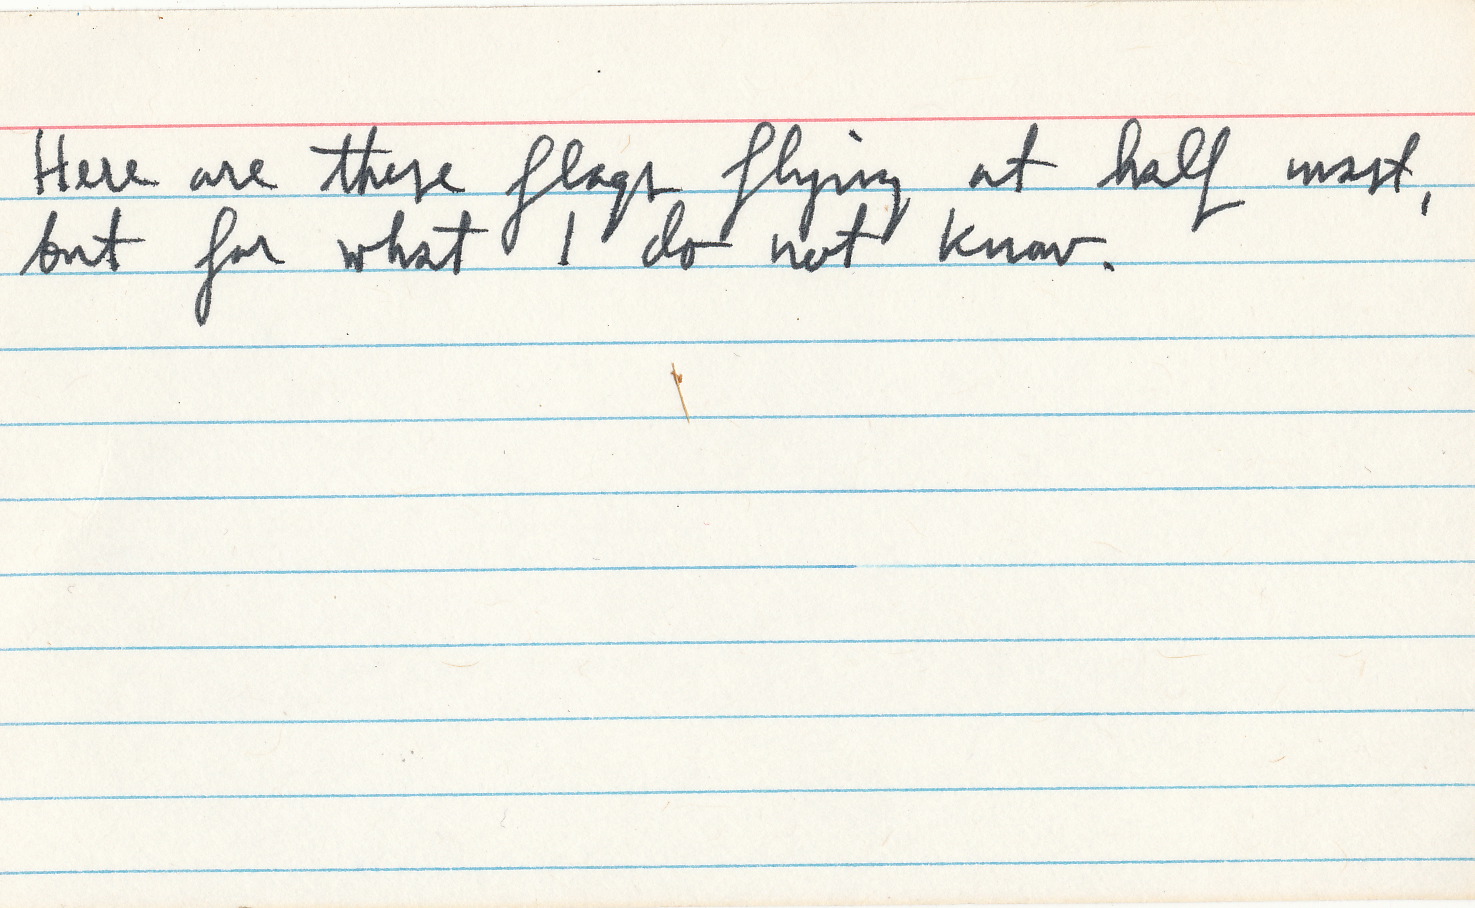 Here are these flags flying at half mast,
but for what I do not know.